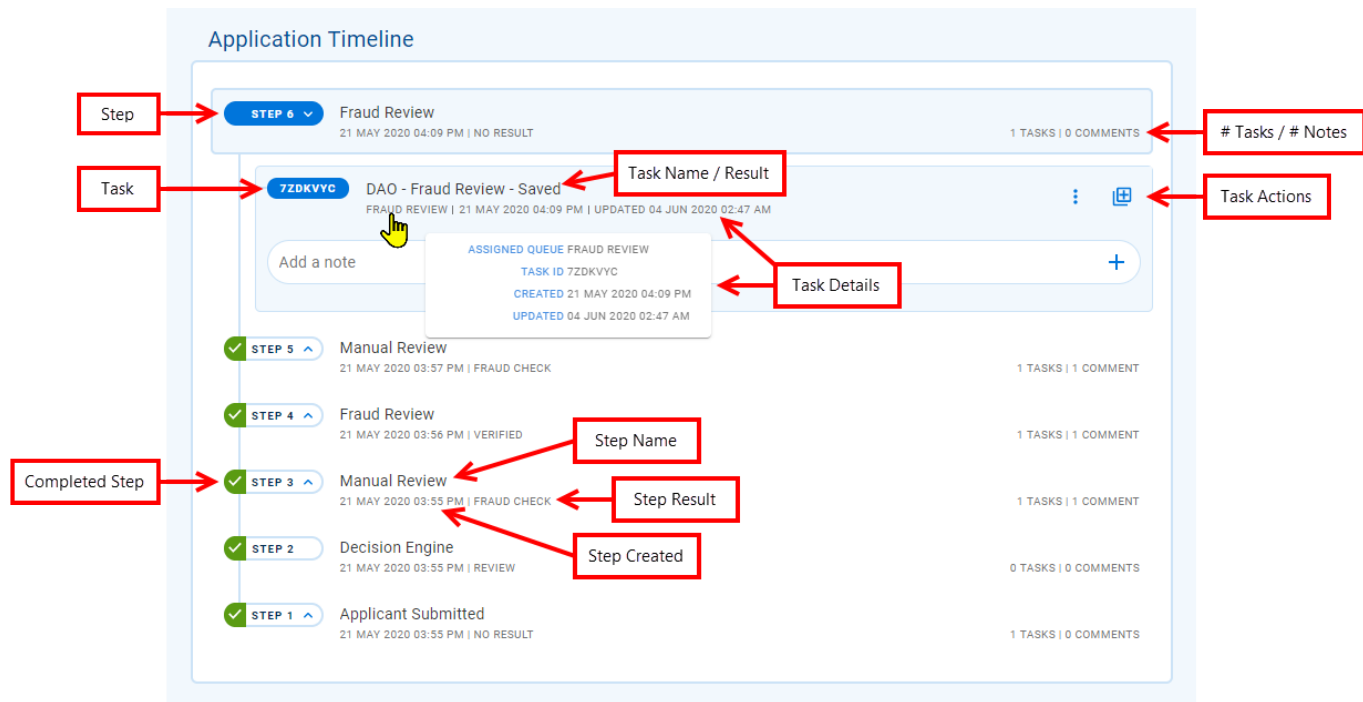 Application Timeline
Step
STEP 6
Fraud Review
21 MAY 2020 04:09 PM | NO RESULT
1 TASKS | 0 COMMENTS
# Tasks / # Notes
Task
7ZDKVYC
DAO - Fraud Review - Saved
FRAUD REVIEW | 21 MAY 2020 04:09 PM | UPDATED 04 JUN 2020 02:47 AM
Task Name / Result
Task Actions
Add a note
ASSIGNED QUEUE FRAUD REVIEW
TASK ID 7ZDKVYC
CREATED 21 MAY 2020 04:09 PM
UPDATED 04 JUN 2020 02:47 AM
Task Details
STEP 5
Manual Review
21 MAY 2020 03:57 PM | FRAUD CHECK
1 TASKS | 1 COMMENT
STEP 4
Fraud Review
21 MAY 2020 03:56 PM | VERIFIED
1 TASKS | 1 COMMENT
Step Name
Completed Step
STEP 3
Manual Review
21 MAY 2020 03:55 PM | FRAUD CHECK
1 TASKS | 1 COMMENT
Step Result
STEP 2
Decision Engine
21 MAY 2020 03:55 PM | REVIEW
0 TASKS | 0 COMMENTS
Step Created
STEP 1
Applicant Submitted
21 MAY 2020 03:55 PM | NO RESULT
1 TASKS | 0 COMMENTS